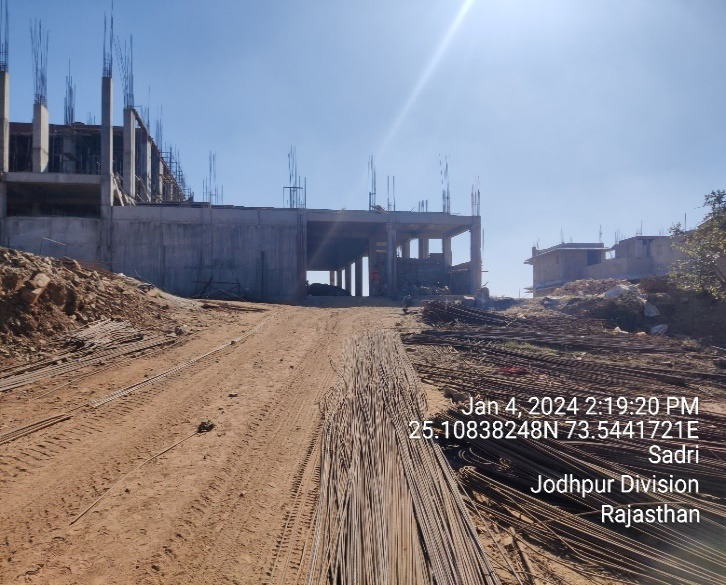 Jan 4, 2024 2:19:20 PM
25.10838248N 73.5441721E
Sadri
Jodhpur Division
Rajasthan